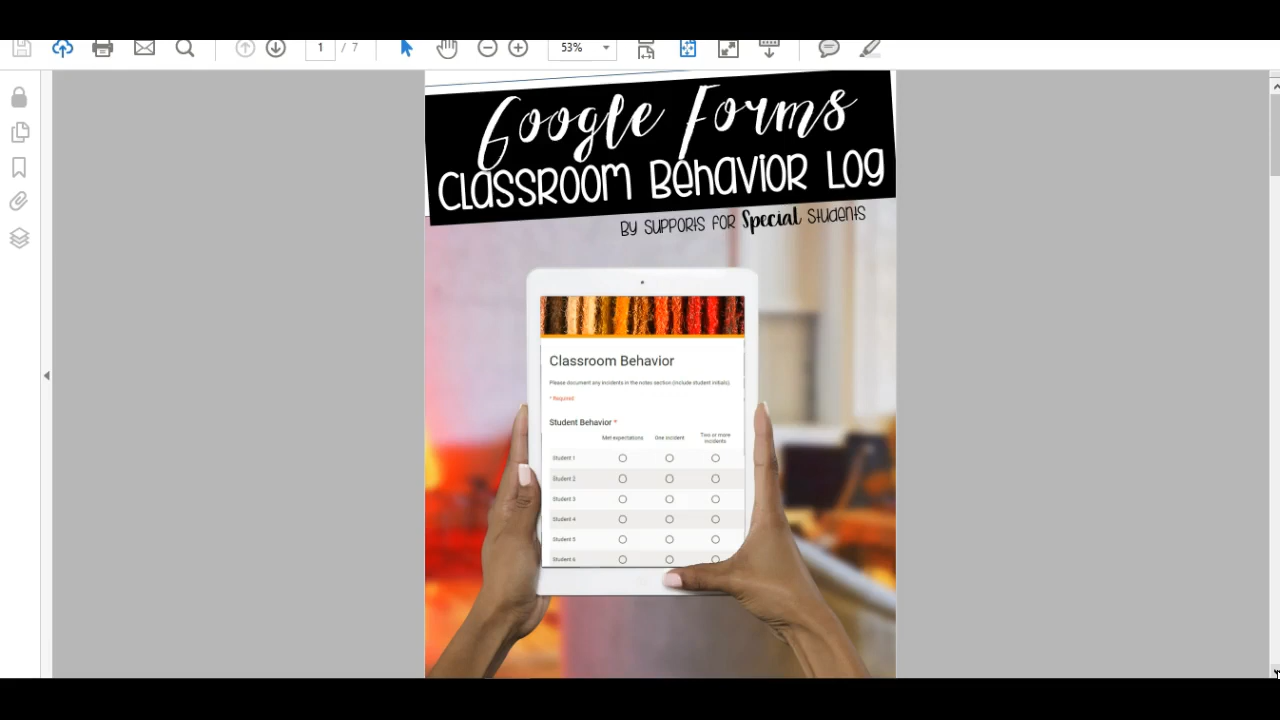 1 / 7 53%
Google Forms
Classroom Behavior Log
By Supports for Special Students
Classroom Behavior
Please document any incidents in the notes section (include student initials).
* Required
Student Behavior *
Met expectations One incident Two or more incidents
Student 1
Student 2
Student 3
Student 4
Student 5
Student 6